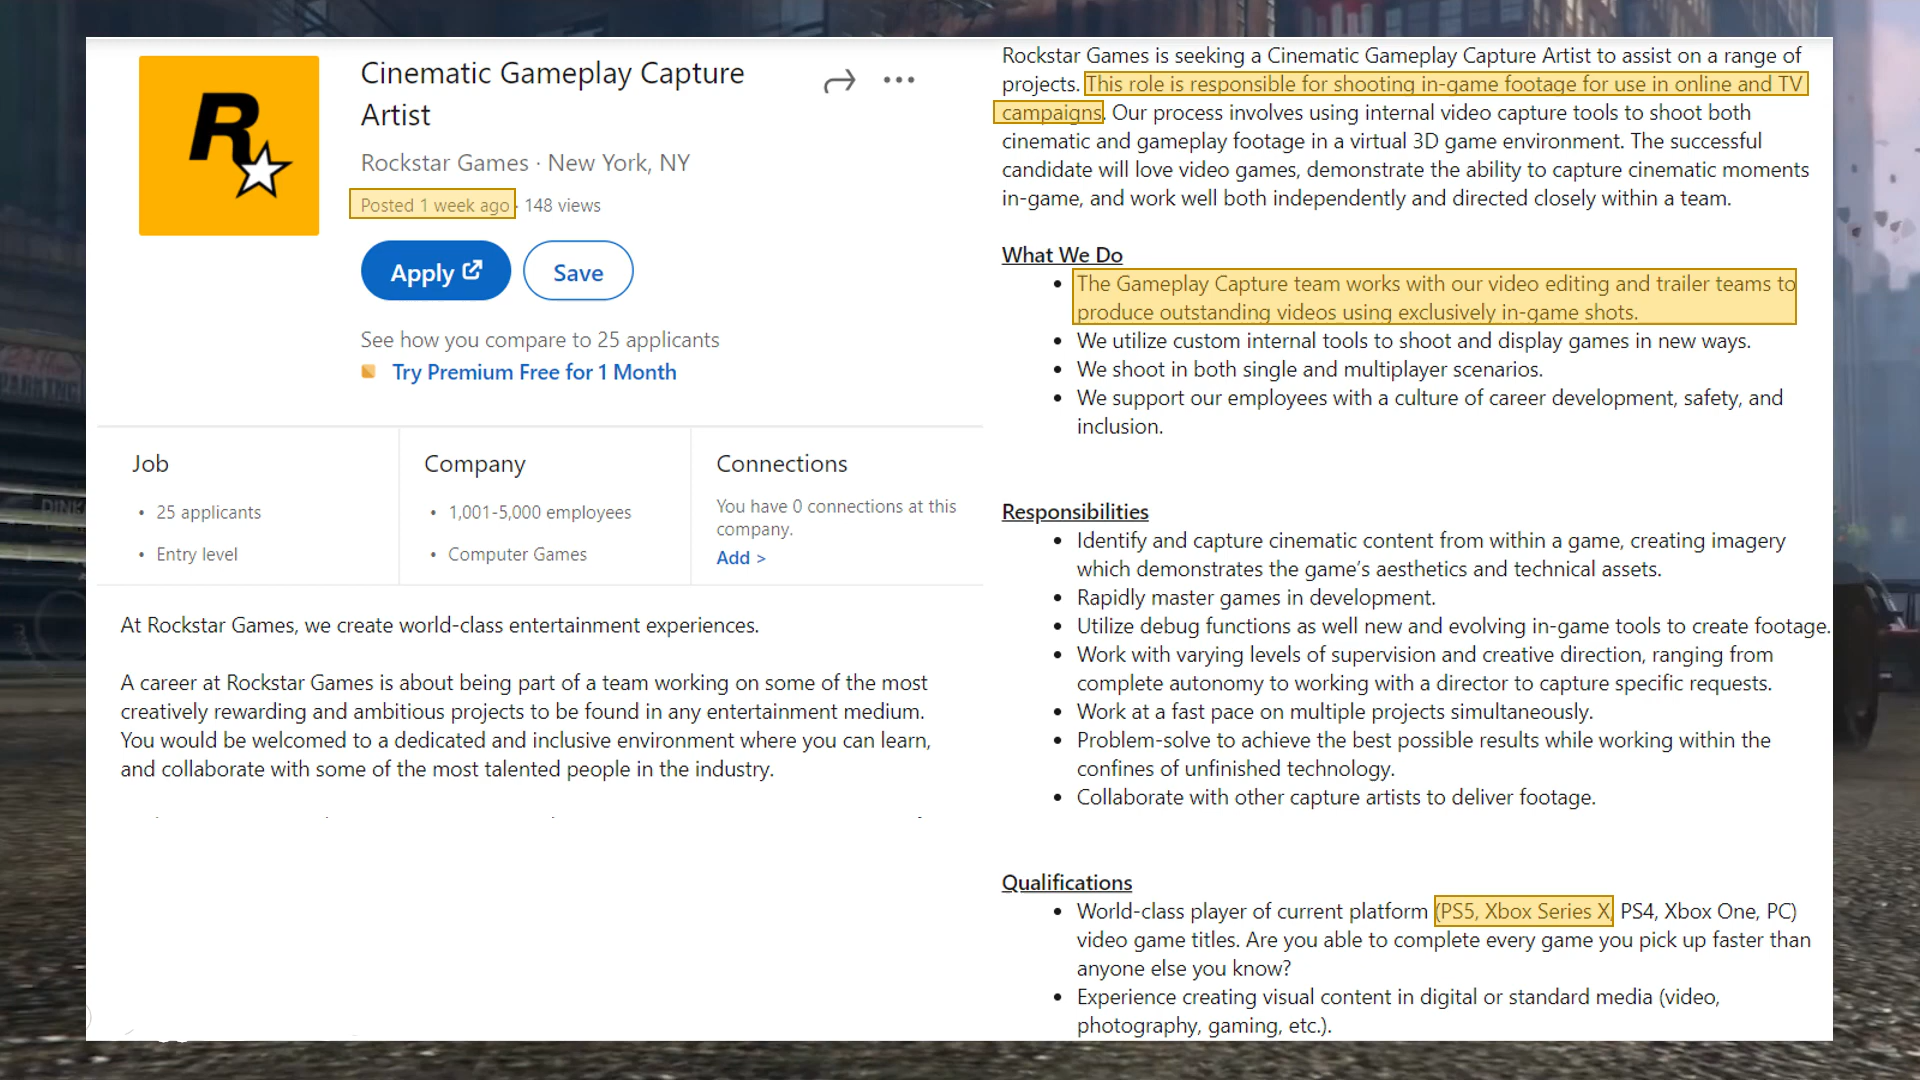 Cinematic Gameplay Capture
Artist
Rockstar Games · New York, NY
Posted 1 week ago · 148 views
Apply
Save
See how you compare to 25 applicants
Try Premium Free for 1 Month
Job
• 25 applicants
• Entry level
Company
• 1,001-5,000 employees
• Computer Games
Connections
You have 0 connections at this
company.
Add >
At Rockstar Games, we create world-class entertainment experiences.
A career at Rockstar Games is about being part of a team working on some of the most
creatively rewarding and ambitious projects to be found in any entertainment medium.
You would be welcomed to a dedicated and inclusive environment where you can learn,
and collaborate with some of the most talented people in the industry.
Rockstar Games is seeking a Cinematic Gameplay Capture Artist to assist on a range of
projects. This role is responsible for shooting in-game footage for use in online and TV
campaigns. Our process involves using internal video capture tools to shoot both
cinematic and gameplay footage in a virtual 3D game environment. The successful
candidate will love video games, demonstrate the ability to capture cinematic moments
in-game, and work well both independently and directed closely within a team.
What We Do
• The Gameplay Capture team works with our video editing and trailer teams to
produce outstanding videos using exclusively in-game shots.
• We utilize custom internal tools to shoot and display games in new ways.
• We shoot in both single and multiplayer scenarios.
• We support our employees with a culture of career development, safety, and
inclusion.
Responsibilities
• Identify and capture cinematic content from within a game, creating imagery
which demonstrates the game's aesthetics and technical assets.
• Rapidly master games in development.
• Utilize debug functions as well new and evolving in-game tools to create footage.
• Work with varying levels of supervision and creative direction, ranging from
complete autonomy to working with a director to capture specific requests.
• Work at a fast pace on multiple projects simultaneously.
• Problem-solve to achieve the best possible results while working within the
confines of unfinished technology.
• Collaborate with other capture artists to deliver footage.
Qualifications
• World-class player of current platform (PS5, Xbox Series X, PS4, Xbox One, PC)
video game titles. Are you able to complete every game you pick up faster than
anyone else you know?
• Experience creating visual content in digital or standard media (video,
photography, gaming, etc.).
R
PARKING